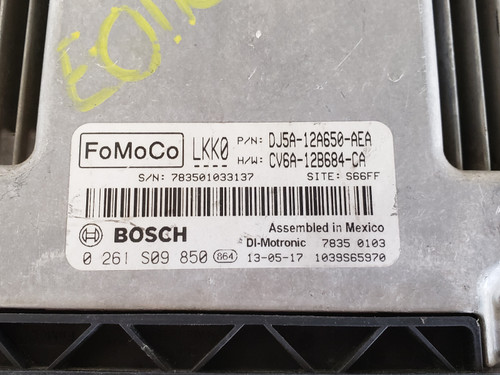 FoMoCo LKK0 P/N: DJ5A-12A650-AEA
H/W: CV6A-12B684-CA
S/N: 783501033137 SITE: S66FF
BOSCH Assembled in Mexico
DI-Motronic 7835 0103
0 261 S09 850 864 13-05-17 1039S65970